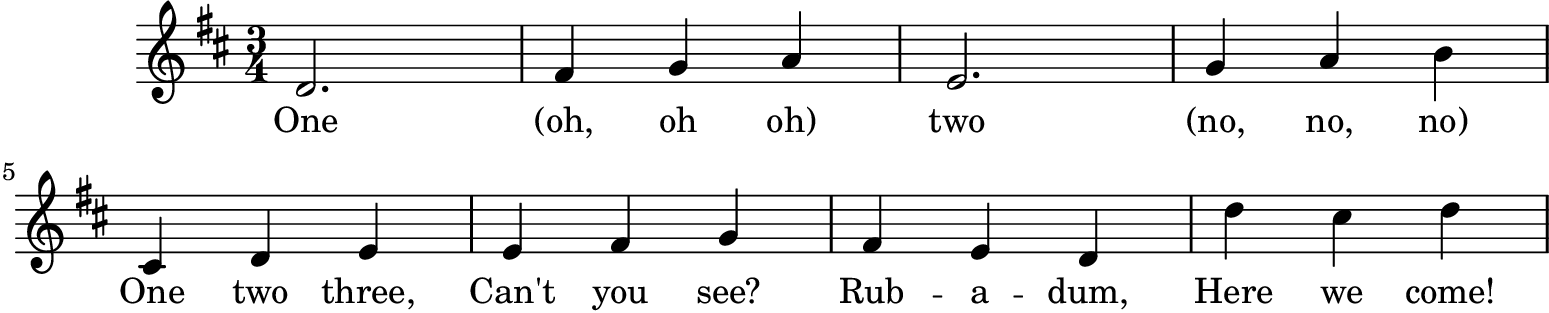 3
4
One (oh, oh oh) two (no, no, no)
5
One two three, Can't you see? Rub - a - dum, Here we come!